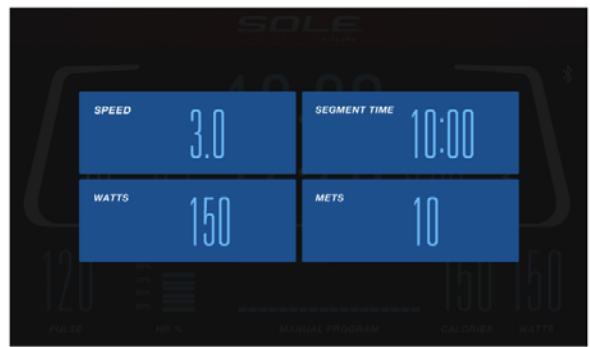 SOLE
SPEED
3.0
SEGMENT TIME
10:00
WATTS
150
METS
10
120
150
150
PULSE
HR %
MANUAL PROGRAM
CALORIES
WATTS